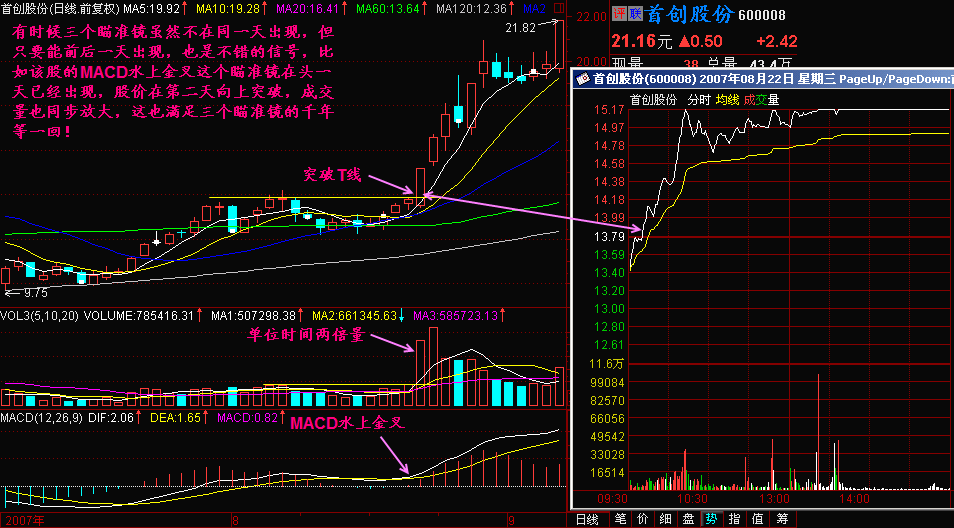 首创股份(日线.前复权) MA5:19.92↑ MA10:19.28↑ MA20:16.41↑ MA60:13.64↑ MA120:12.36↑ MA2
有时候三个瞄准镜虽然不在同一天出现，但
只要能前后一天出现，也是不错的信号，比
如该股的MACD水上金叉这个瞄准镜在头一
天已经出现，股价在第二天向上突破，成交
量也同步放大，这也满足三个瞄准镜的千年
等一回！
21.82
突破T线
9.75
22.00
20.00
VOL3(5,10,20) VOLUME:785416.31↑ MA1:507298.38↑ MA2:661345.63↓ MA3:585723.13↑
单位时间两倍量
MACD(12,26,9) DIF:2.06↑ DEA:1.65↑ MACD:0.82↑
MACD水上金叉
2007年 8 9
评 联 首创股份 600008
21.16元 ▲0.50 +2.42
现量 38 总量 43.4万
首创股份(600008) 2007年08月22日 星期三 PageUp/PageDown:
首创股份 分时 均线 成交量
15.17
14.97
14.78
14.58
14.38
14.18
13.99
13.79
13.59
13.40
13.20
13.00
12.80
12.61
11.6万
99084
82570
66056
49542
33028
16514
09:30 10:30 13:00 14:00
日线 笔 价 细 盘 势 指 值 筹